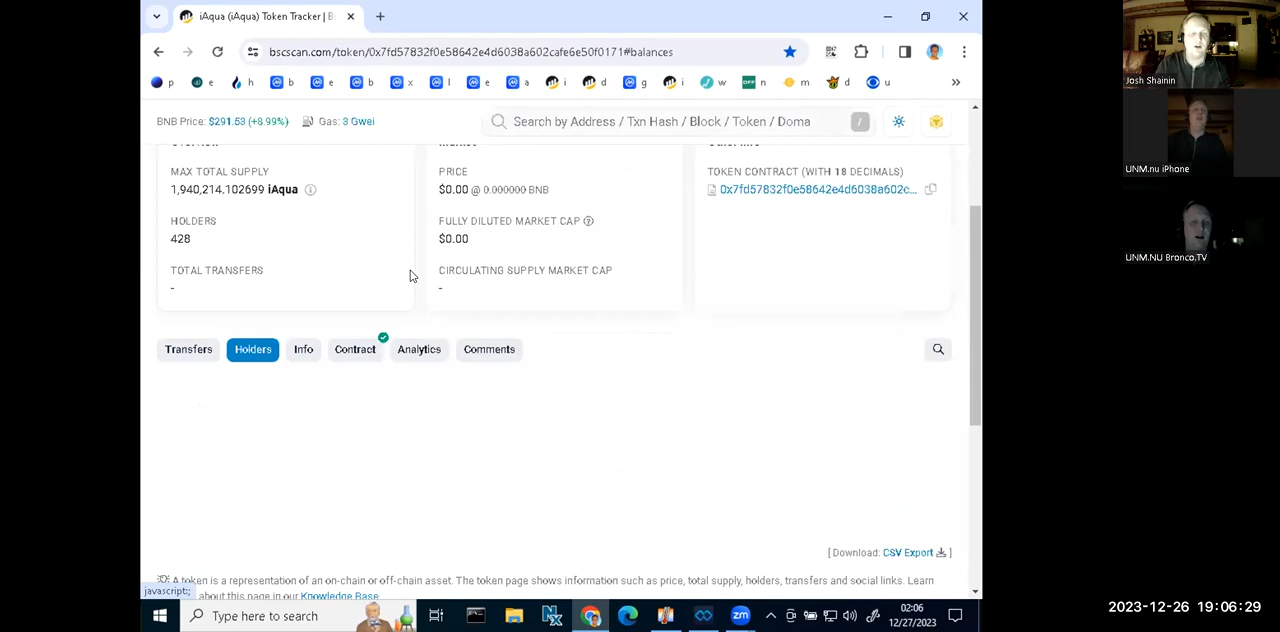 iAqua (iAqua) Token Tracker | B
bscscan.com/token/0x7fd57832f0e58642e4d6038a602cafe6e50f0171#balances
p e h b e b x l e a i d g i w n m d u »
BNB Price: $291.53 (+8.99%) Gas: 3 Gwei
Search by Address / Txn Hash / Block / Token / Doma /
MAX TOTAL SUPPLY
1,940,214.102699 iAqua
HOLDERS
428
TOTAL TRANSFERS
-
PRICE
$0.00 @ 0.000000 BNB
FULLY DILUTED MARKET CAP
$0.00
CIRCULATING SUPPLY MARKET CAP
-
TOKEN CONTRACT (WITH 18 DECIMALS)
0x7fd57832f0e58642e4d6038a602c...
Transfers Holders Info Contract Analytics Comments
[ Download: CSV Export ]
A token is a representation of an on-chain or off-chain asset. The token page shows information such as price, total supply, holders, transfers and social links. Learn
about this page in our Knowledge Base.
javascript:;
Type here to search
zm
02:06
12/27/2023
Josh Shainin
UNM.nu iPhone
UNM.NU Bronco.TV
2023-12-26 19:06:29